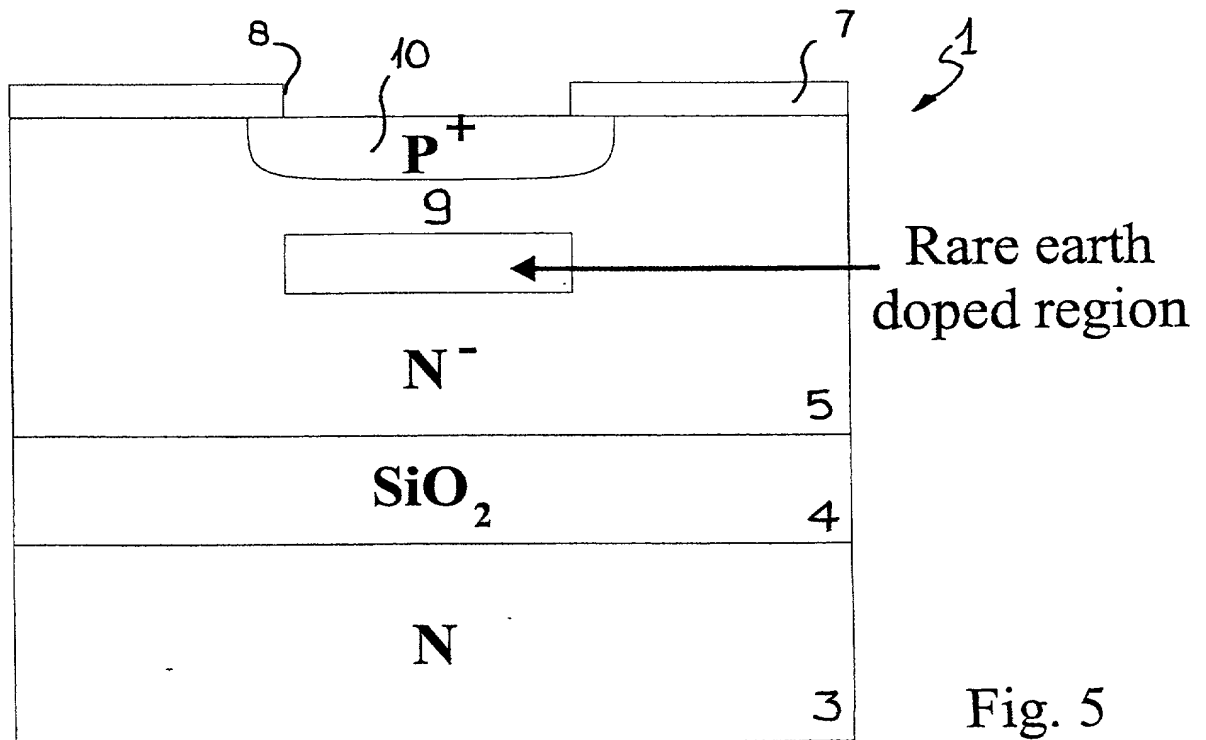 8
10
7
1
P+
9
Rare earth
doped region
N-
5
SiO2
4
N
3
Fig. 5